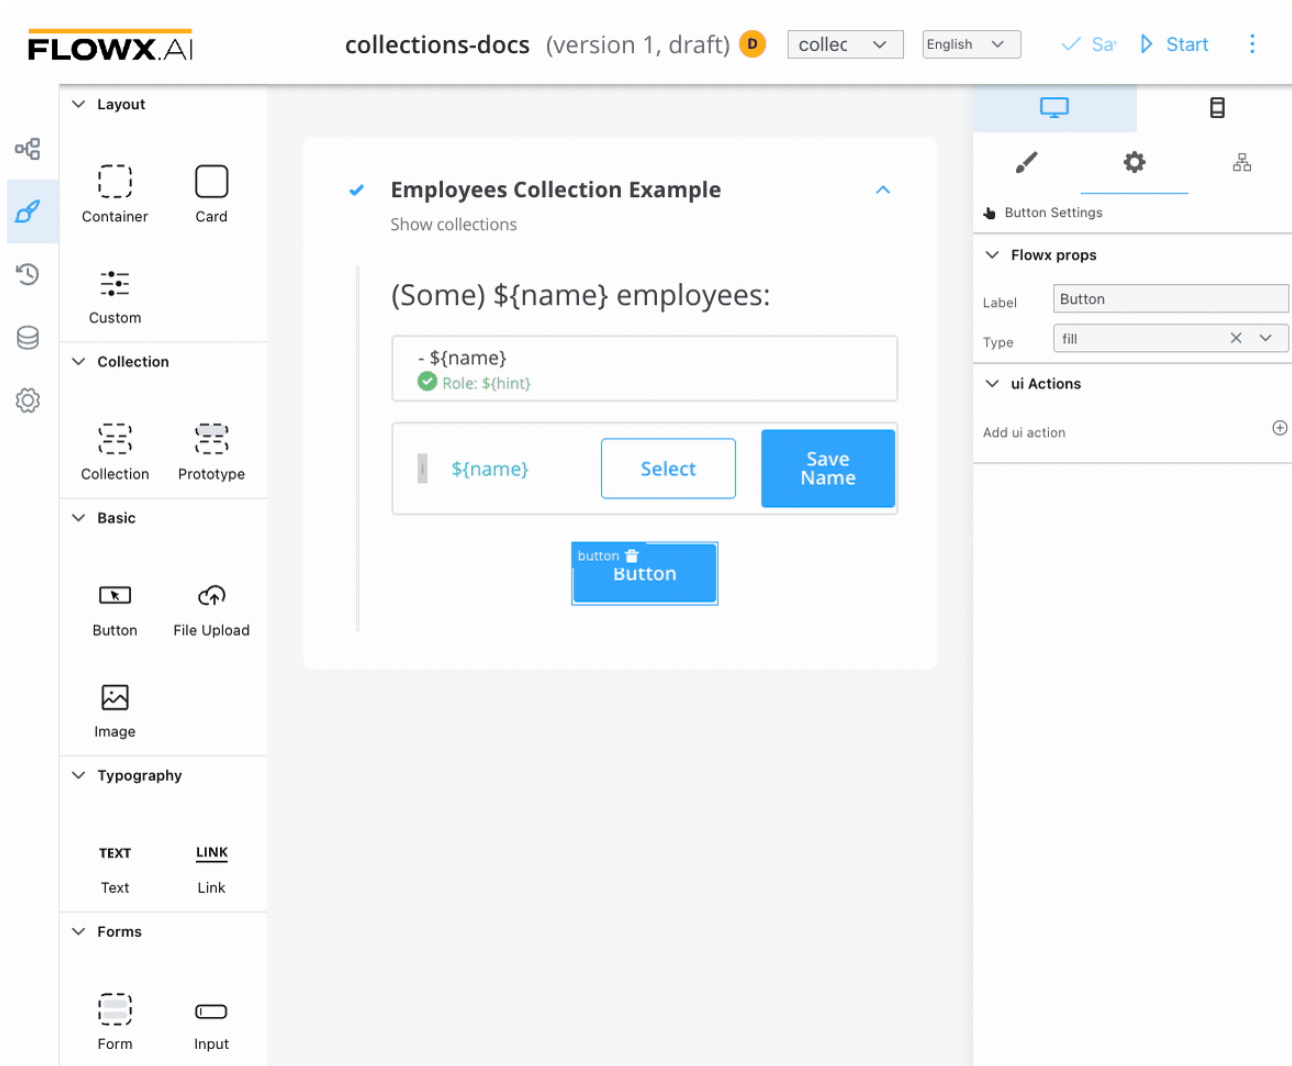 FLOWX.AI
collections-docs (version 1, draft) D
collec
English
Sav
Start
Layout
Container
Card
Custom
Collection
Collection
Prototype
Basic
Button
File Upload
Image
Typography
TEXT
LINK
Text
Link
Forms
Form
Input
Employees Collection Example
Show collections
(Some) ${name} employees:
- ${name}
Role: ${hint}
${name}
Select
Save
Name
button
Button
Button Settings
Flowx props
Label
Button
Type
fill
ui Actions
Add ui action